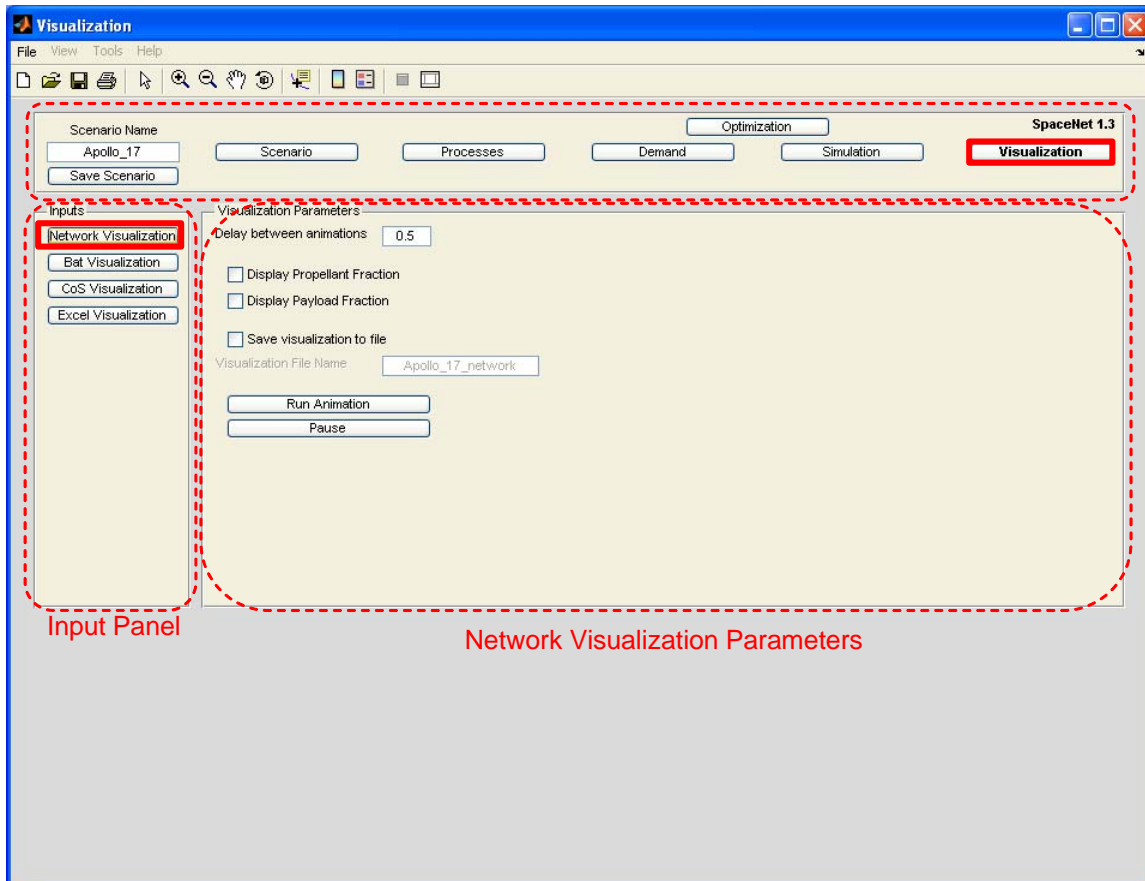 Visualization
File View Tools Help
Optimization SpaceNet 1.3
Scenario Name
Apollo_17 Scenario Processes Demand Simulation Visualization
Save Scenario
Inputs Visualization Parameters
Network Visualization Delay between animations 0.5
Bat Visualization Display Propellant Fraction
CoS Visualization Display Payload Fraction
Excel Visualization
Save visualization to file
Visualization File Name Apollo_17_network
Run Animation
Pause
Input Panel
Network Visualization Parameters